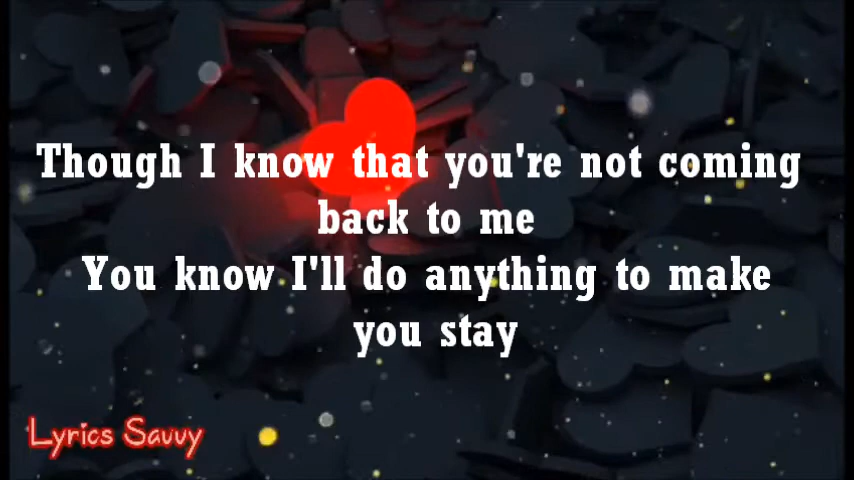 Though I know that you're not coming
back to me
You know I'll do anything to make
you stay
Lyrics Savvy